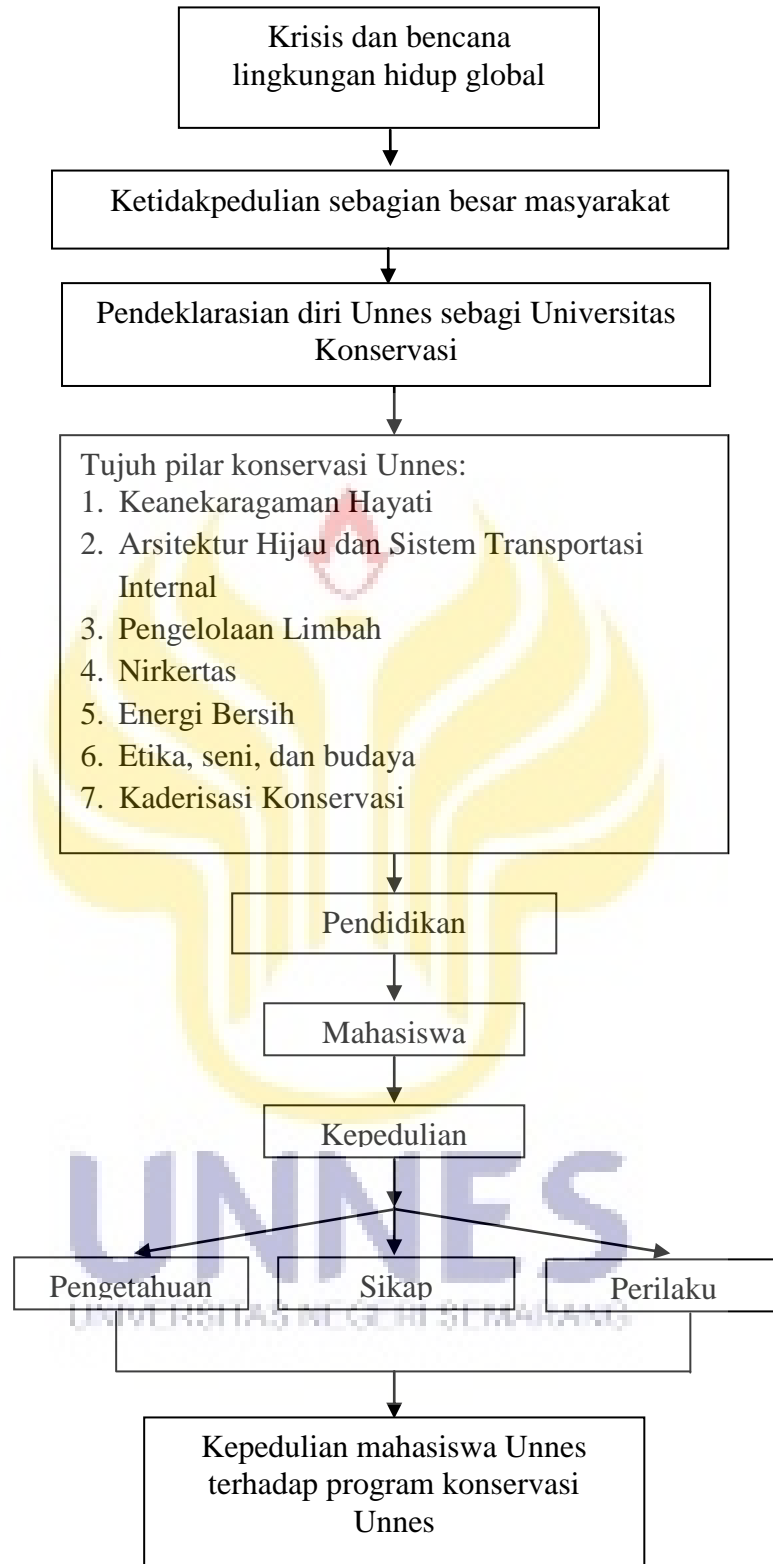 Krisis dan bencana
lingkungan hidup global
Ketidakpedulian sebagian besar masyarakat
Pendeklarasian diri Unnes sebagi Universitas
Konservasi
Tujuh pilar konservasi Unnes:
1. Keanekaragaman Hayati
2. Arsitektur Hijau dan Sistem Transportasi
Internal
3. Pengelolaan Limbah
4. Nirkertas
5. Energi Bersih
6. Etika, seni, dan budaya
7. Kaderisasi Konservasi
Pendidikan
Mahasiswa
Kepedulian
UNNES
Pengetahuan
Sikap
Perilaku
UNIVERSITAS NEGERI SEMARANG
Kepedulian mahasiswa Unnes
terhadap program konservasi
Unnes